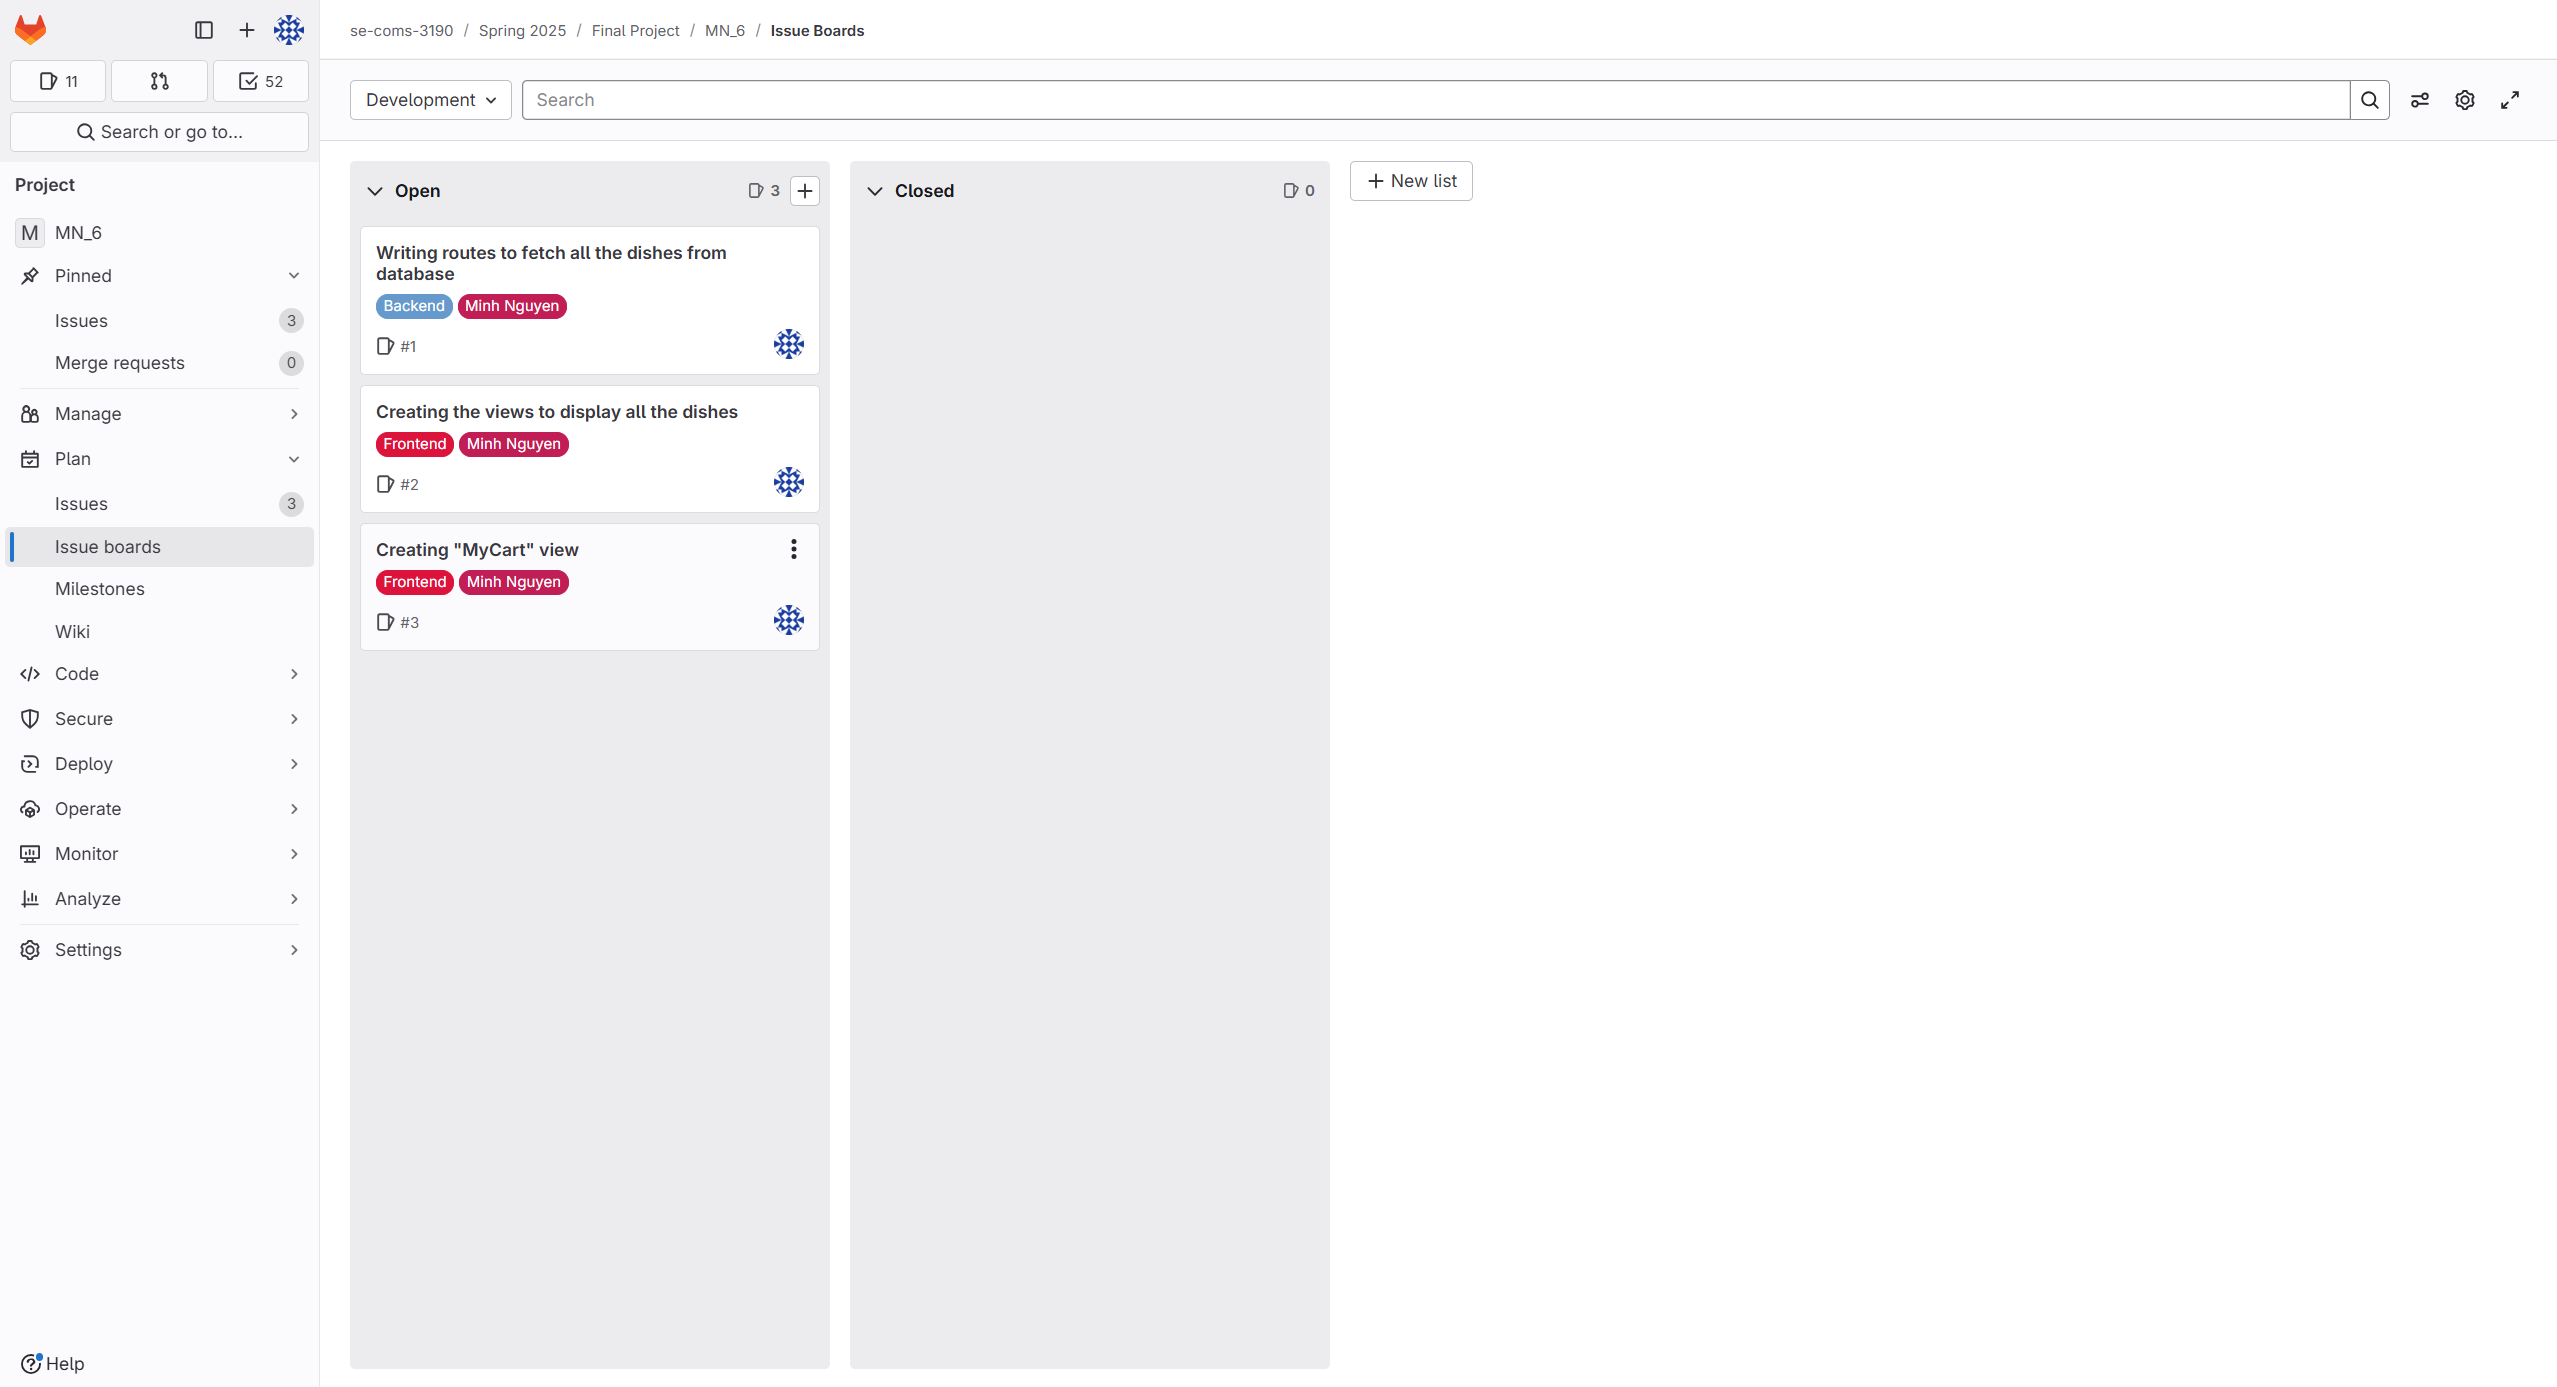 11
52
Search or go to...
Project
M MN_6
Pinned
Issues 3
Merge requests 0
Manage
Plan
Issues 3
Issue boards
Milestones
Wiki
Code
Secure
Deploy
Operate
Monitor
Analyze
Settings
Help
se-coms-3190 / Spring 2025 / Final Project / MN_6 / Issue Boards
Development
Search
Open 3
Writing routes to fetch all the dishes from
database
Backend Minh Nguyen
#1
Creating the views to display all the dishes
Frontend Minh Nguyen
#2
Creating "MyCart" view
Frontend Minh Nguyen
#3
Closed 0
New list